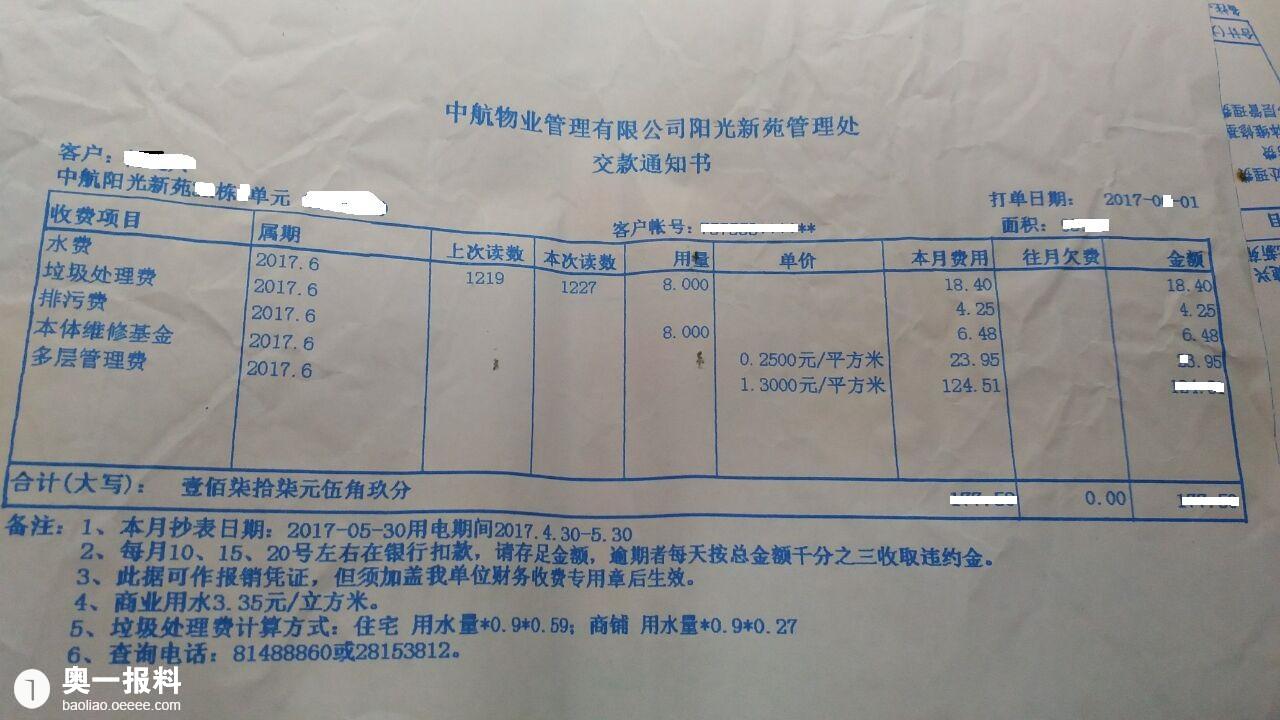 中航物业管理有限公司阳光新苑管理处
交款通知书
客户：
中航阳光新苑 栋 单元
打单日期： 2017-0 -01
客户帐号： ** 面积：
收费项目 属期 上次读数 本次读数 用量 单价 本月费用 往月欠费 金额
水费 2017.6 1219 1227 8.000 18.40 18.40
垃圾处理费 2017.6 4.25 4.25
排污费 2017.6 8.000 6.48 6.48
本体维修基金 2017.6 0.2500元/平方米 23.95 3.95
多层管理费 2017.6 1.3000元/平方米 124.51
合计(大写)： 壹佰柒拾柒元伍角玖分 0.00
备注：1、本月抄表日期：2017-05-30用电期间2017.4.30-5.30
2、每月10、15、20号左右在银行扣款，请存足金额，逾期者每天按总金额千分之三收取违约金。
3、此据可作报销凭证，但须加盖我单位财务收费专用章后生效。
4、商业用水3.35元/立方米。
5、垃圾处理费计算方式：住宅 用水量*0.9*0.59；商铺 用水量*0.9*0.27
6、查询电话：81488860或28153812。
奥一报料
baoliao.oeeee.com